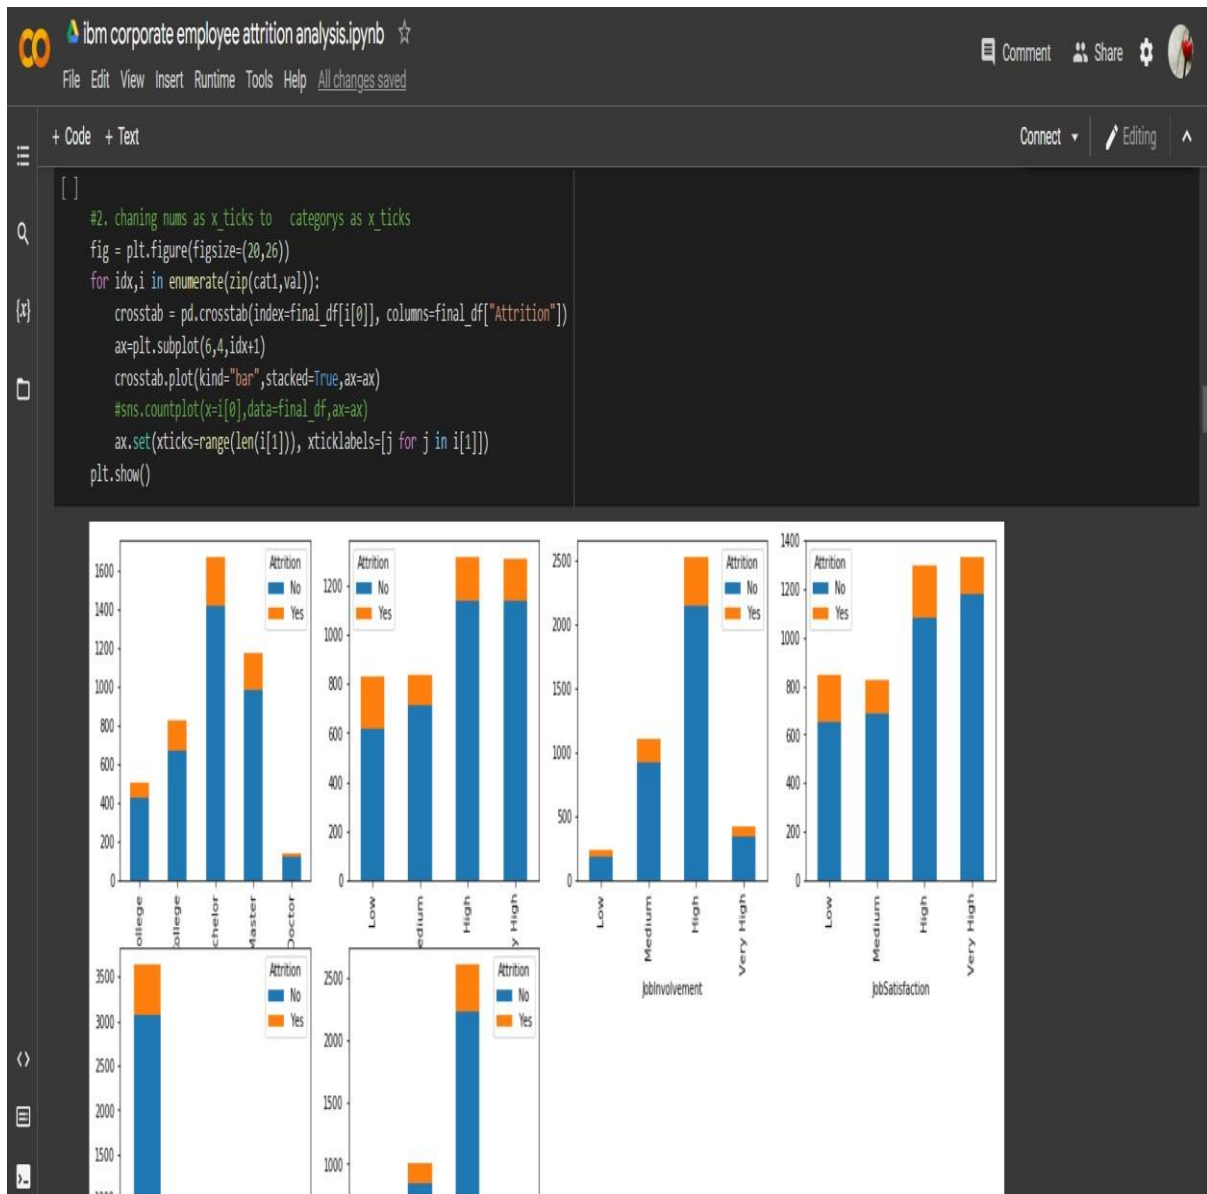 ibm corporate employee attrition analysis.ipynb
Comment Share
File Edit View Insert Runtime Tools Help All changes saved
+ Code + Text
Connect Editing
[ ]
#2. chaning nums as x_ticks to categorys as x_ticks
fig = plt.figure(figsize=(20,26))
for idx,i in enumerate(zip(cat1,val)):
crosstab = pd.crosstab(index=final_df[i[0]], columns=final_df["Attrition"])
ax=plt.subplot(6,4,idx+1)
crosstab.plot(kind="bar",stacked=True,ax=ax)
#sns.countplot(x=i[0],data=final_df,ax=ax)
ax.set(xticks=range(len(i[1])), xticklabels=[j for j in i[1]])
plt.show()
Attrition
No
Yes
1600
1400
1200
1000
800
600
400
200
0
ollege
College
chelor
Master
Doctor
Attrition
No
Yes
1200
1000
800
600
400
200
0
Low
edium
High
y High
Attrition
No
Yes
2500
2000
1500
1000
500
0
Low
Medium
High
Very High
JobInvolvement
Attrition
No
Yes
1400
1200
1000
800
600
400
200
0
Low
Medium
High
Very High
JobSatisfaction
Attrition
No
Yes
3500
3000
2500
2000
1500
1000
Attrition
No
Yes
2500
2000
1500
1000